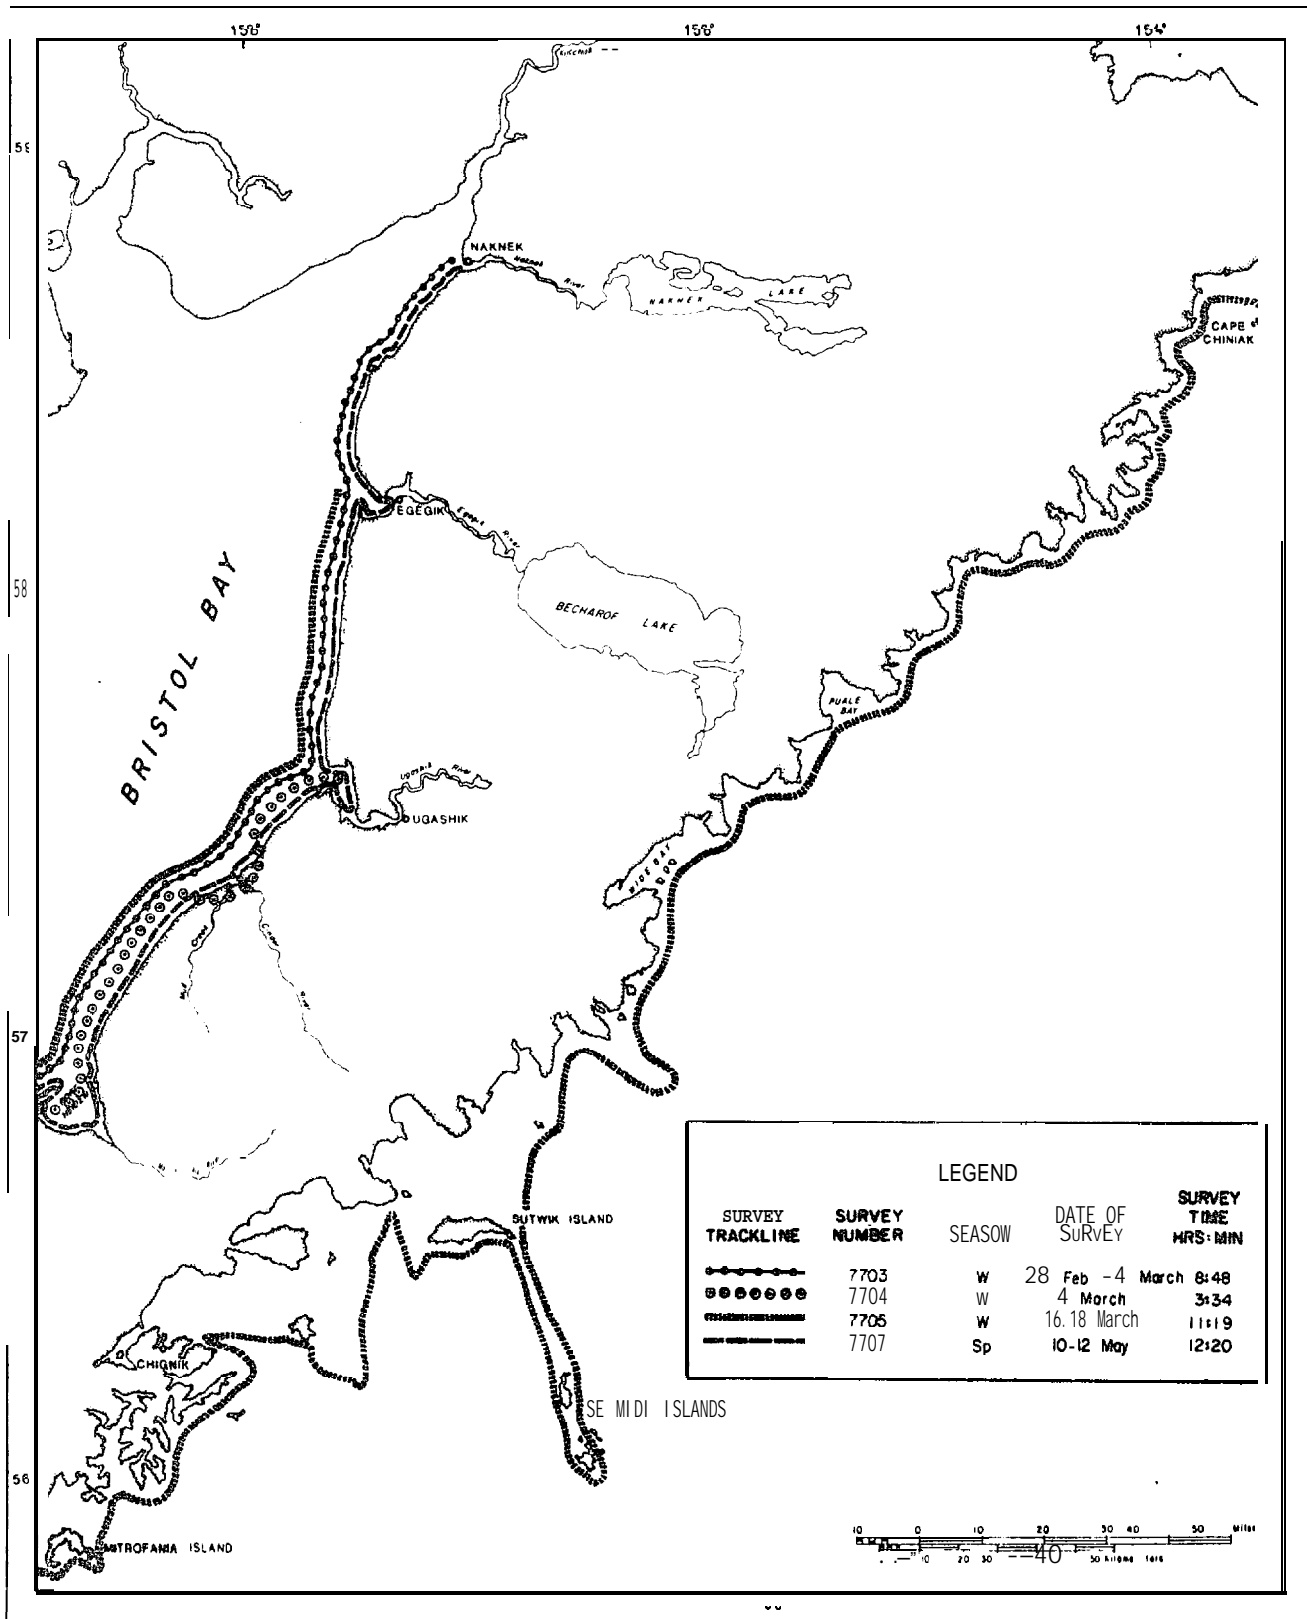 158° 156° 154°
59
NAKNEK
Naknek River
NAKNEK LAKE
CAPE
CHINIAK
EGEGIK
Egegik River
58
BECHAROF LAKE
BRISTOL BAY
PUALE
BAY
Ugashik River
UGASHIK
WIDE BAY
Creek
Cinder River
57
LEGEND
SURVEY TRACKLINE SURVEY NUMBER SEASOW DATE OF SuRvEY SURVEY TIME HRS:MIN
7703 W 28 Feb -4 March 8:48
7704 W 4 March 3:34
7705 W 16.18 March 11:19
7707 Sp 10-12 May 12:20
SUTWIK ISLAND
CHIGNIK
SE MIDI ISLANDS
56
MITROFANIA ISLAND
10 0 10 20 30 40 50 Miles
10 20 30 --40 50 Kilometers